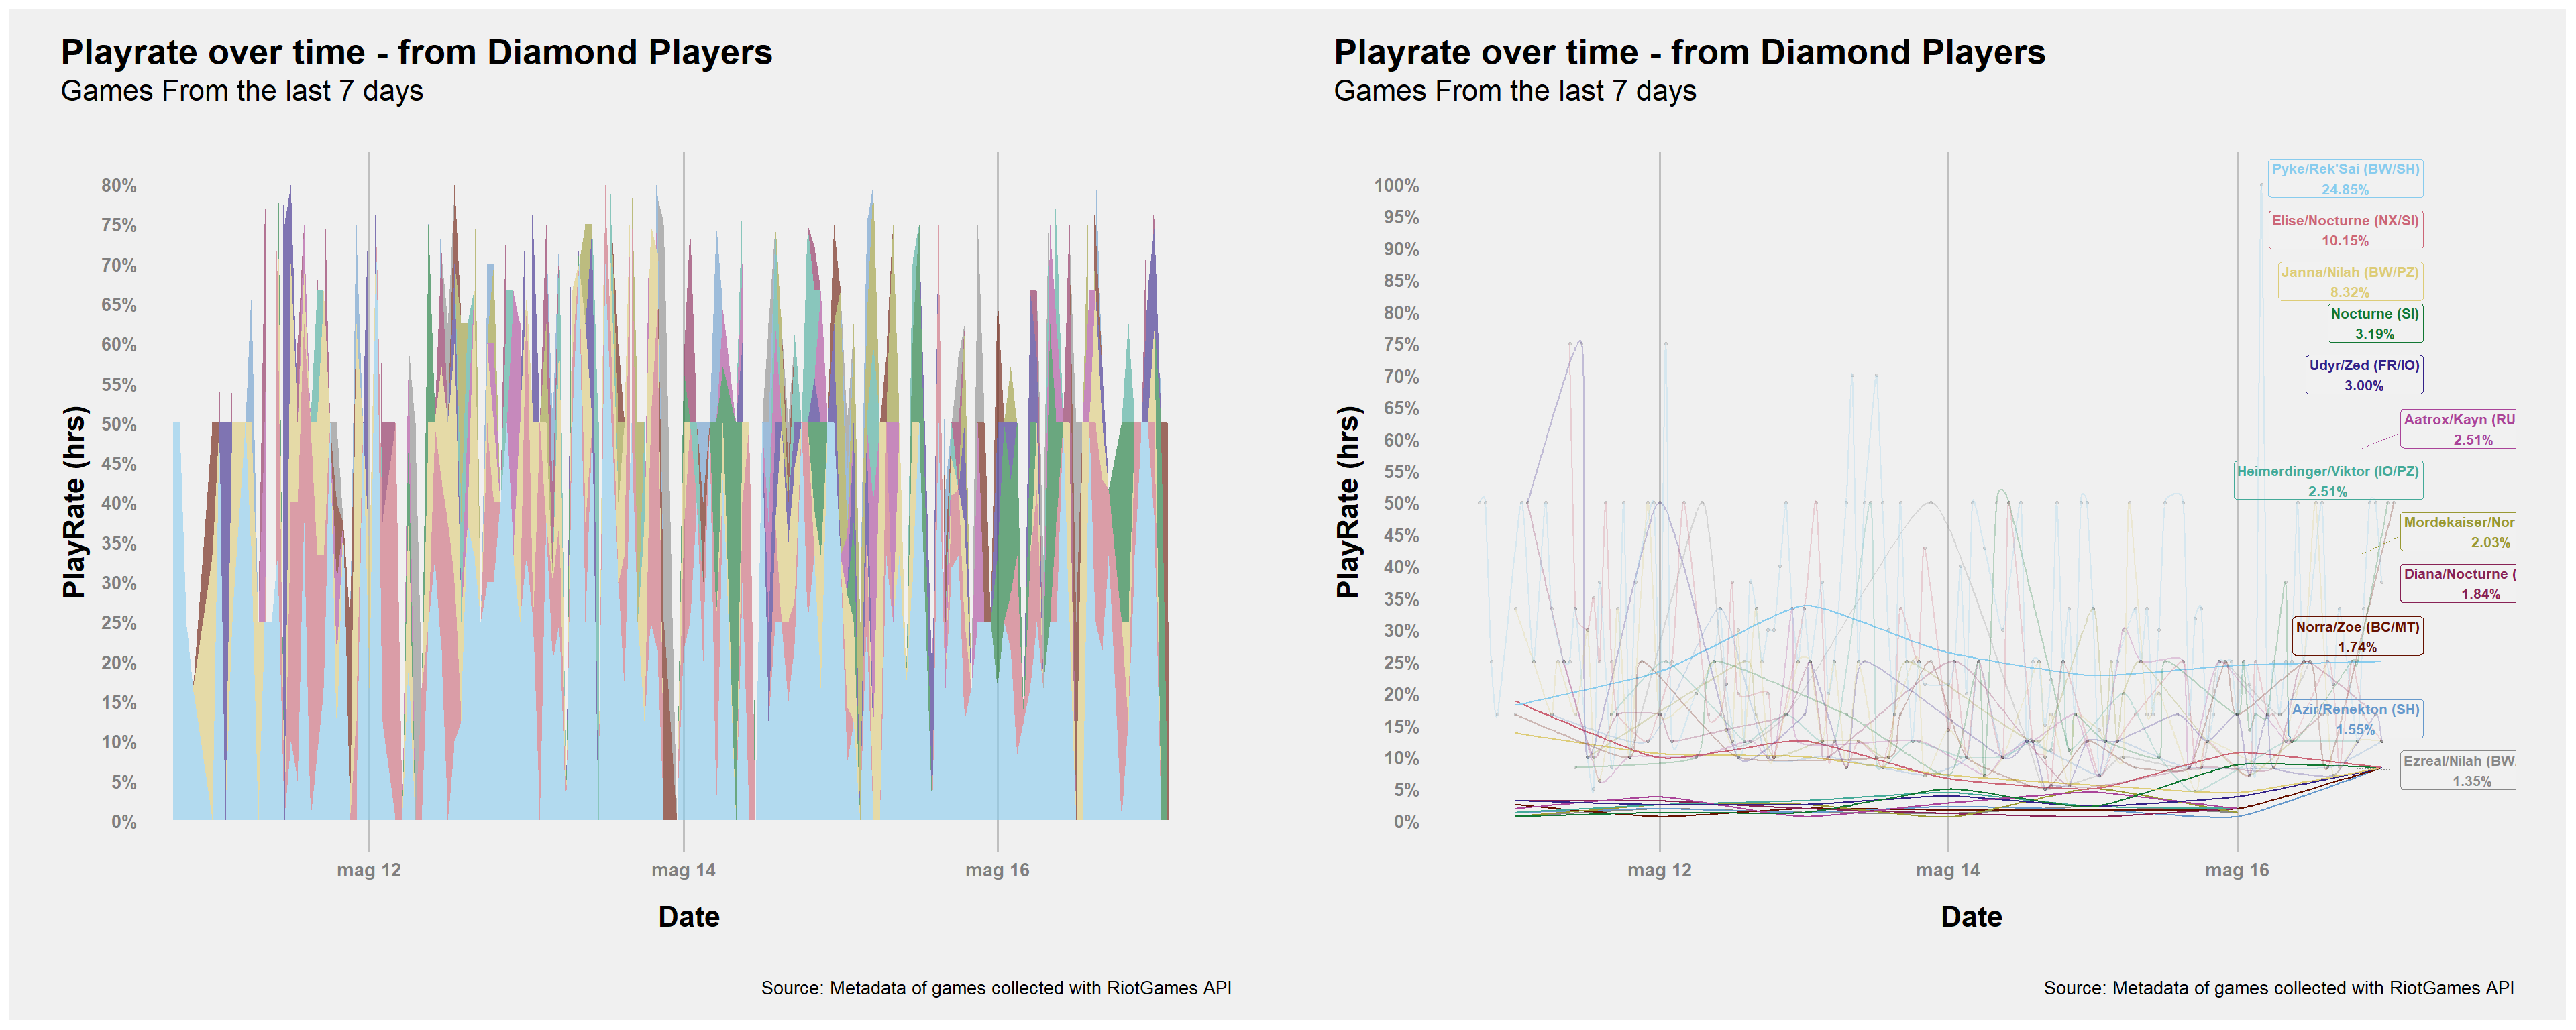 Playrate over time - from Diamond Players
Games From the last 7 days
80%
75%
70%
65%
60%
55%
50%
45%
40%
35%
30%
25%
20%
15%
10%
5%
0%
PlayRate (hrs)
mag 12
mag 14
mag 16
Date
Source: Metadata of games collected with RiotGames API
Playrate over time - from Diamond Players
Games From the last 7 days
100%
95%
90%
85%
80%
75%
70%
65%
60%
55%
50%
45%
40%
35%
30%
25%
20%
15%
10%
5%
0%
PlayRate (hrs)
Pyke/Rek'Sai (BW/SH)
24.85%
Elise/Nocturne (NX/SI)
10.15%
Janna/Nilah (BW/PZ)
8.32%
Nocturne (SI)
3.19%
Udyr/Zed (FR/IO)
3.00%
Aatrox/Kayn (RU
2.51%
Heimerdinger/Viktor (IO/PZ)
2.51%
Mordekaiser/Nor
2.03%
Diana/Nocturne (
1.84%
Norra/Zoe (BC/MT)
1.74%
Azir/Renekton (SH)
1.55%
Ezreal/Nilah (BW
1.35%
mag 12
mag 14
mag 16
Date
Source: Metadata of games collected with RiotGames API